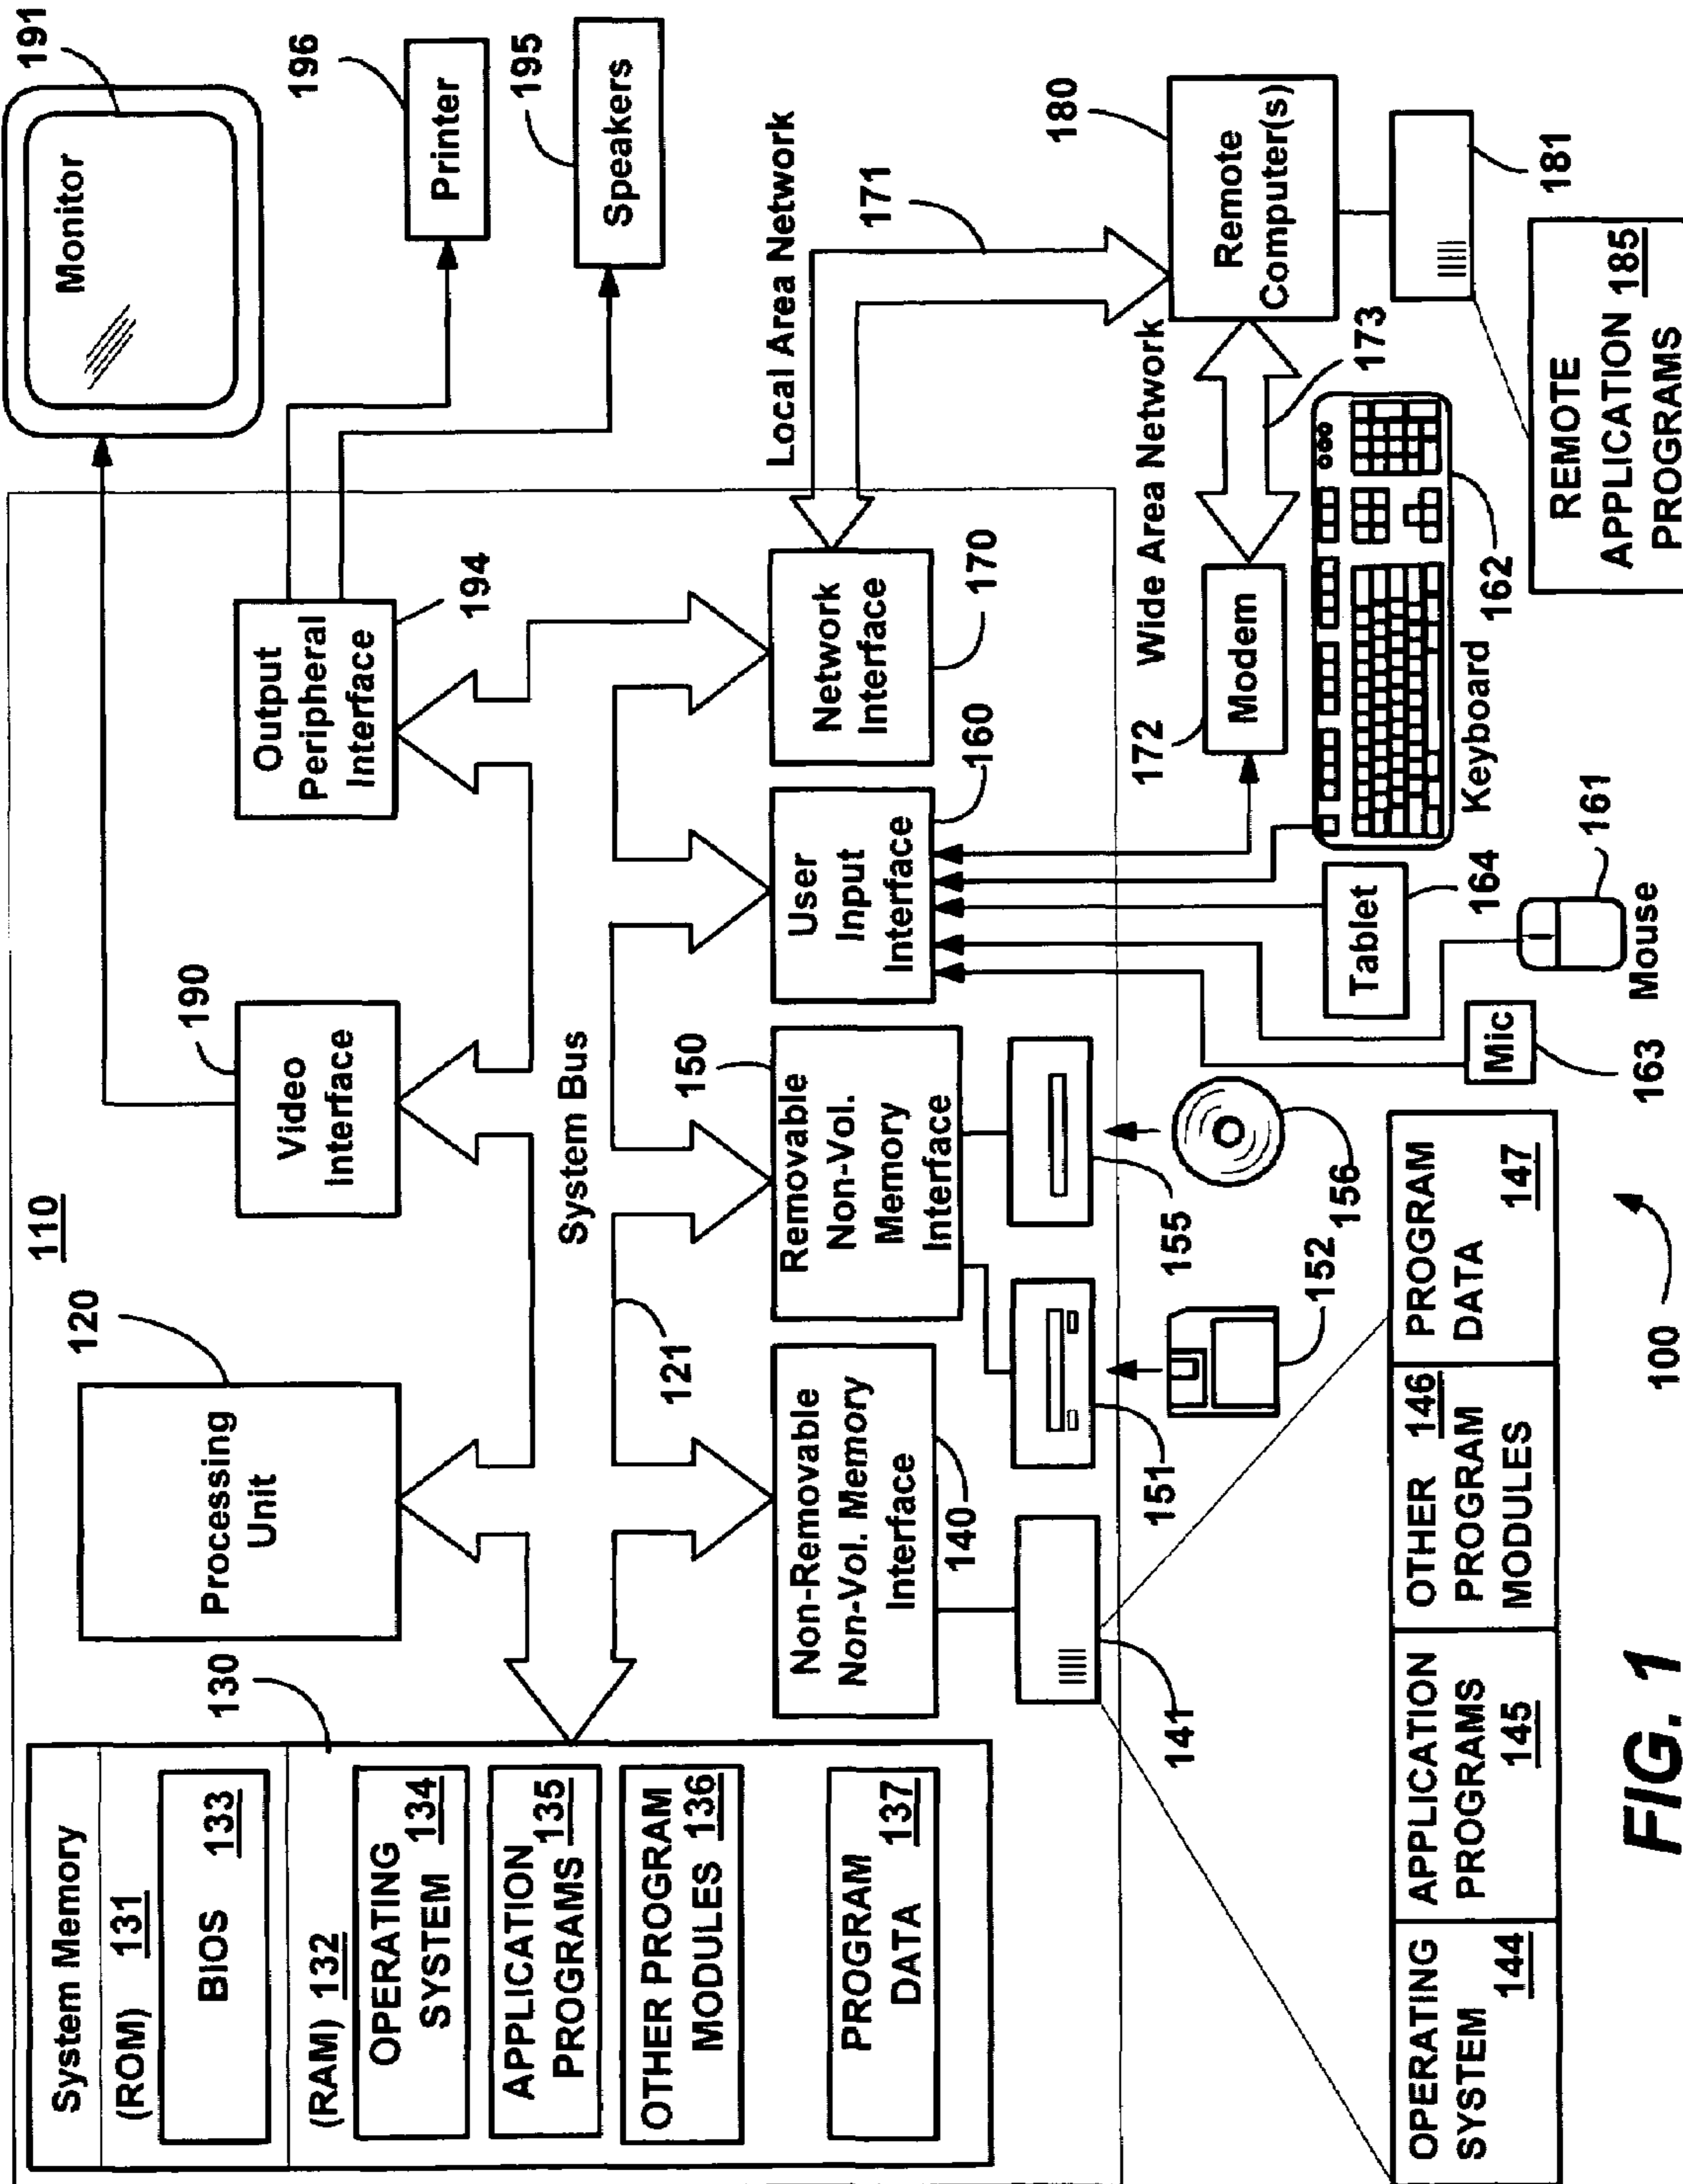 110
System Memory
(ROM) 131
BIOS 133
(RAM) 132
OPERATING
SYSTEM 134
APPLICATION
PROGRAMS 135
OTHER PROGRAM
MODULES 136
PROGRAM
DATA 137
130
Processing
Unit
120
Video
Interface
190
Output
Peripheral
Interface
194
Monitor
191
Printer
196
Speakers
195
System Bus
121
Non-Removable
Non-Vol. Memory
Interface
140
Removable
Non-Vol.
Memory
Interface
150
User
Input
Interface
160
Network
Interface
170
Local Area Network
171
141
151
152
155
156
172
Modem
Wide Area Network
173
180
Remote
Computer(s)
181
Keyboard
162
Tablet
164
Mouse
161
Mic
163
OPERATING
SYSTEM 144
APPLICATION
PROGRAMS
145
OTHER 146
PROGRAM
MODULES
PROGRAM
DATA 147
REMOTE
APPLICATION 185
PROGRAMS
100
FIG. 1